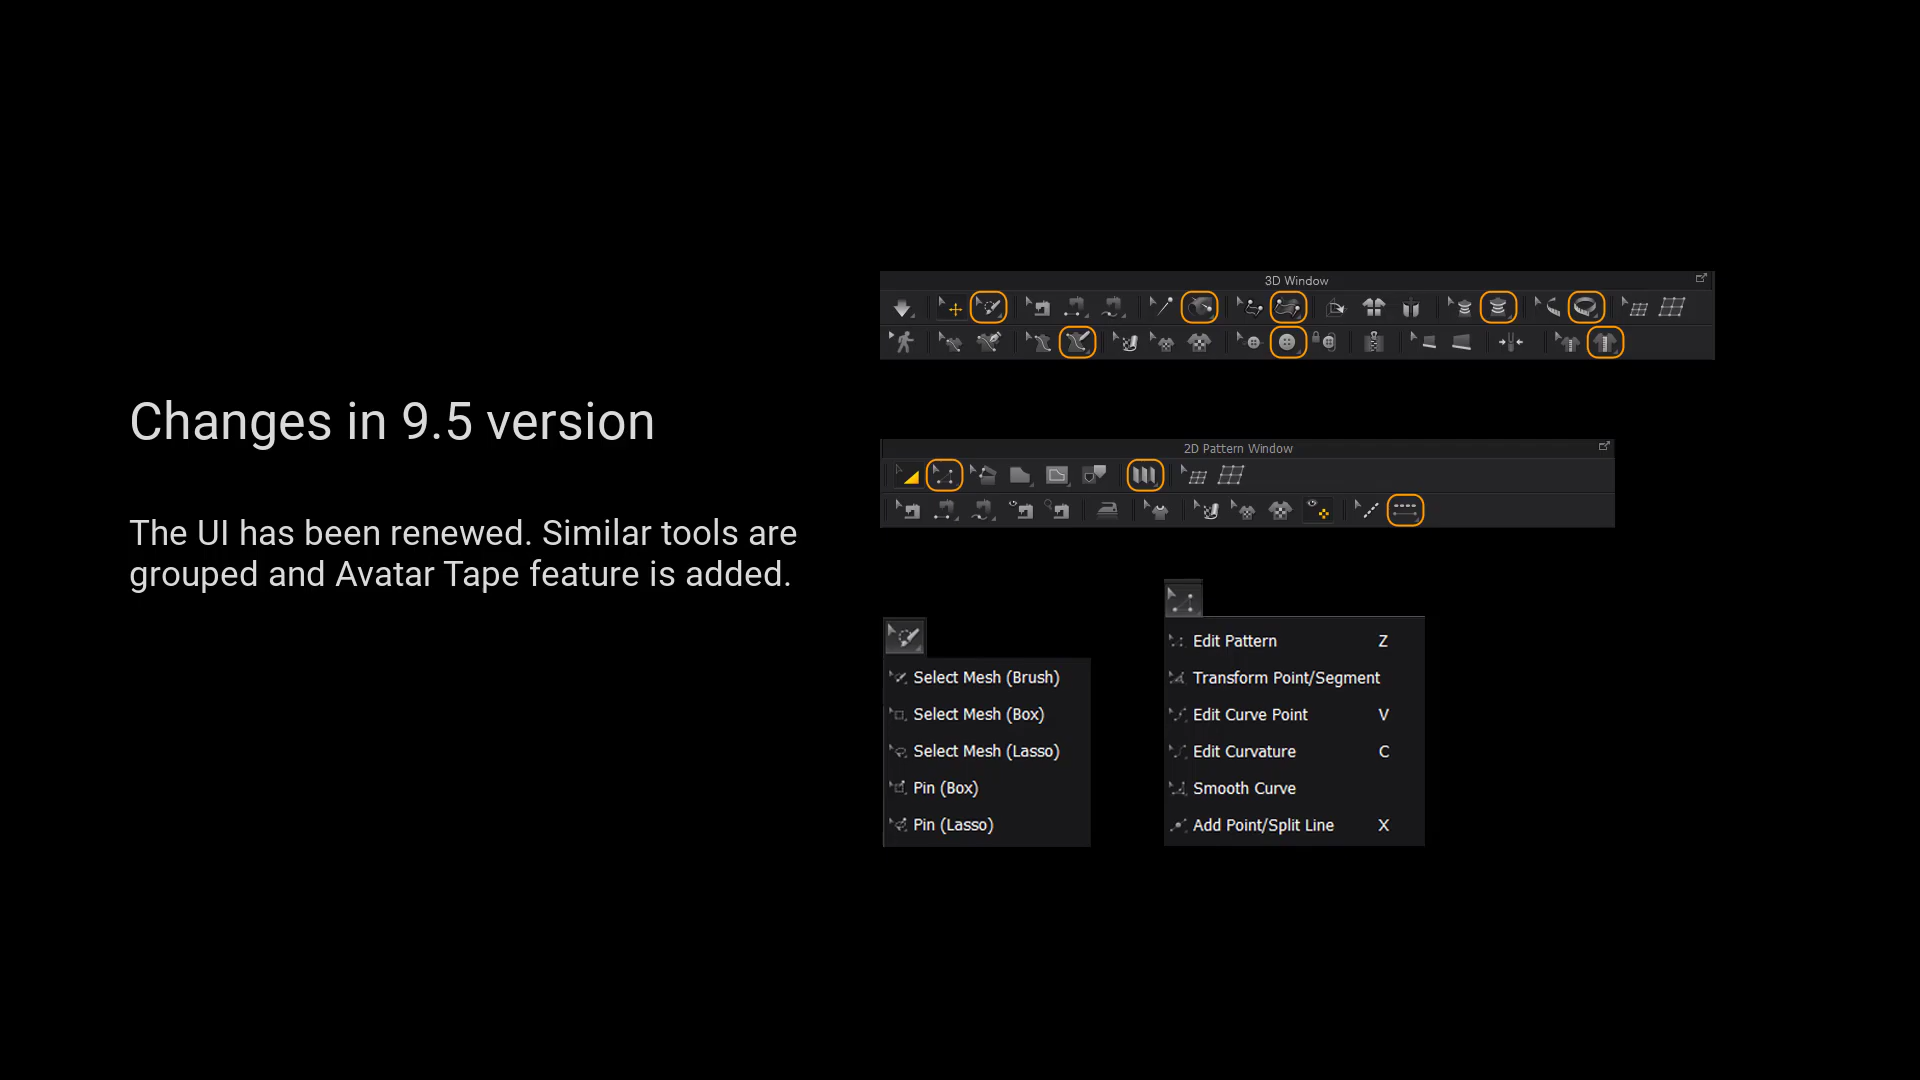 3D Window
Changes in 9.5 version
The UI has been renewed. Similar tools are
grouped and Avatar Tape feature is added.
2D Pattern Window
Select Mesh (Brush)
Select Mesh (Box)
Select Mesh (Lasso)
Pin (Box)
Pin (Lasso)
Edit Pattern Z
Transform Point/Segment
Edit Curve Point V
Edit Curvature C
Smooth Curve
Add Point/Split Line X